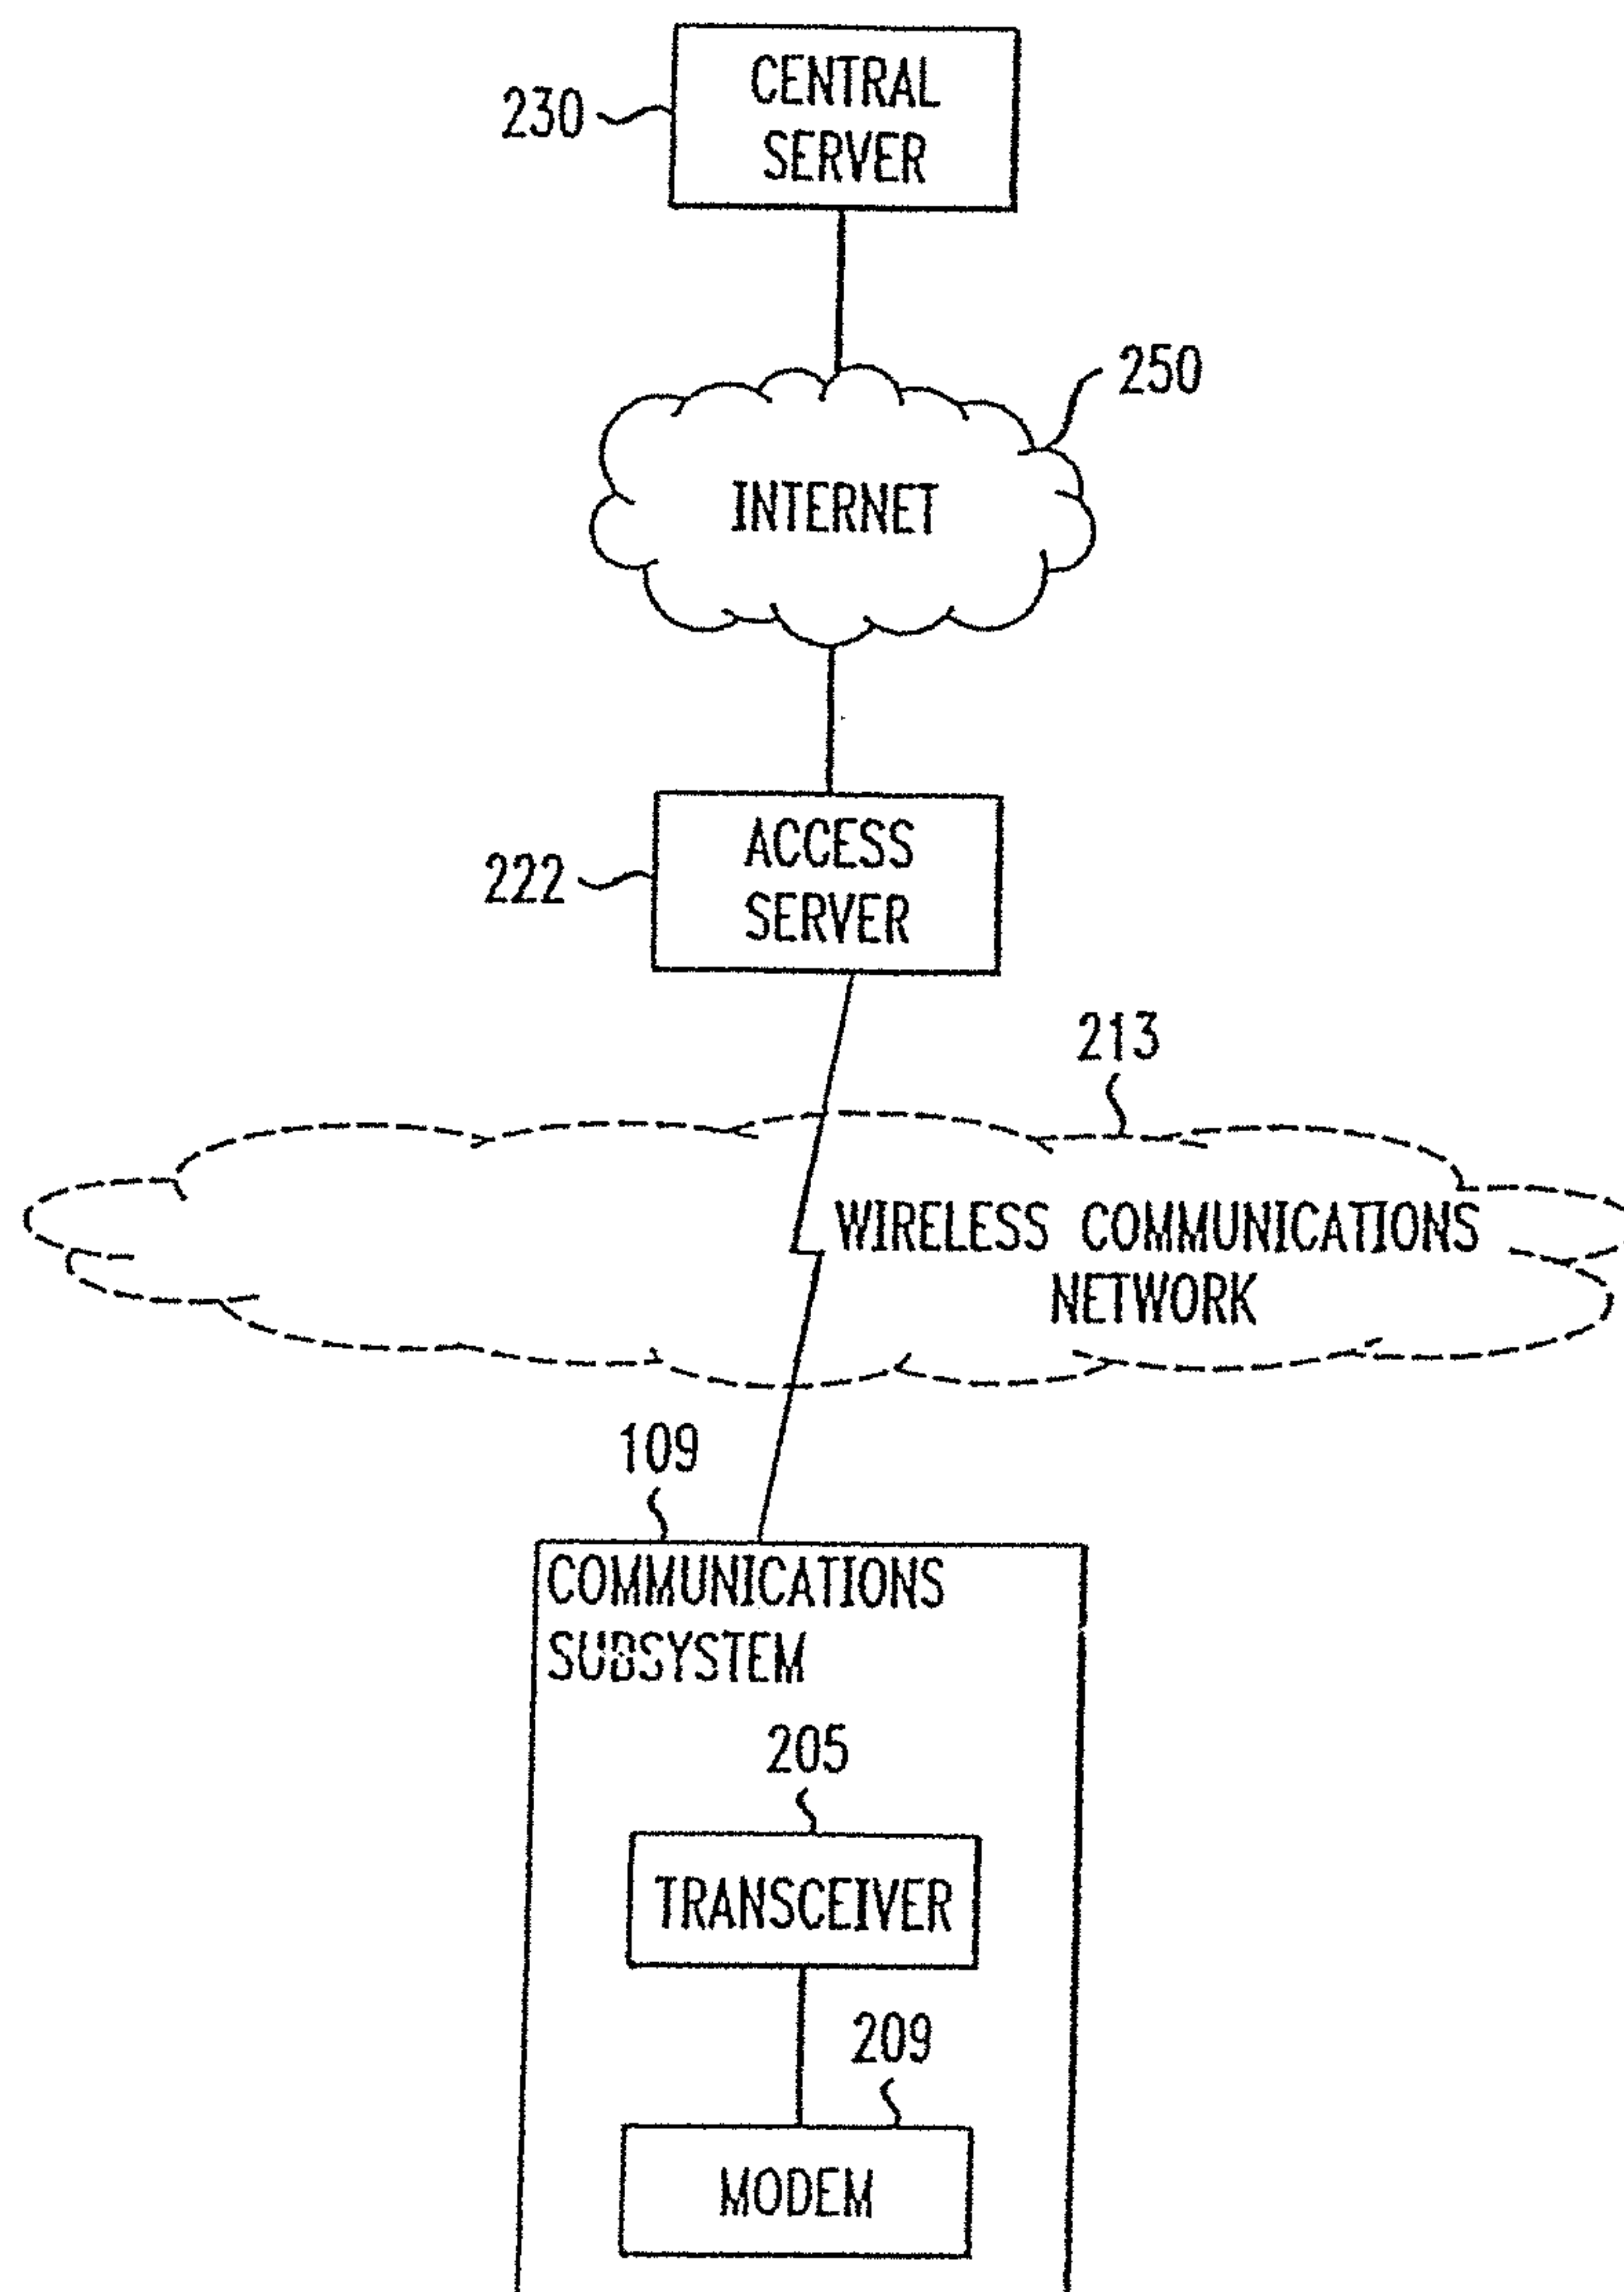 CENTRAL
SERVER
230
250
INTERNET
ACCESS
SERVER
222
213
WIRELESS COMMUNICATIONS
NETWORK
109
COMMUNICATIONS
SUBSYSTEM
205
TRANSCEIVER
209
MODEM